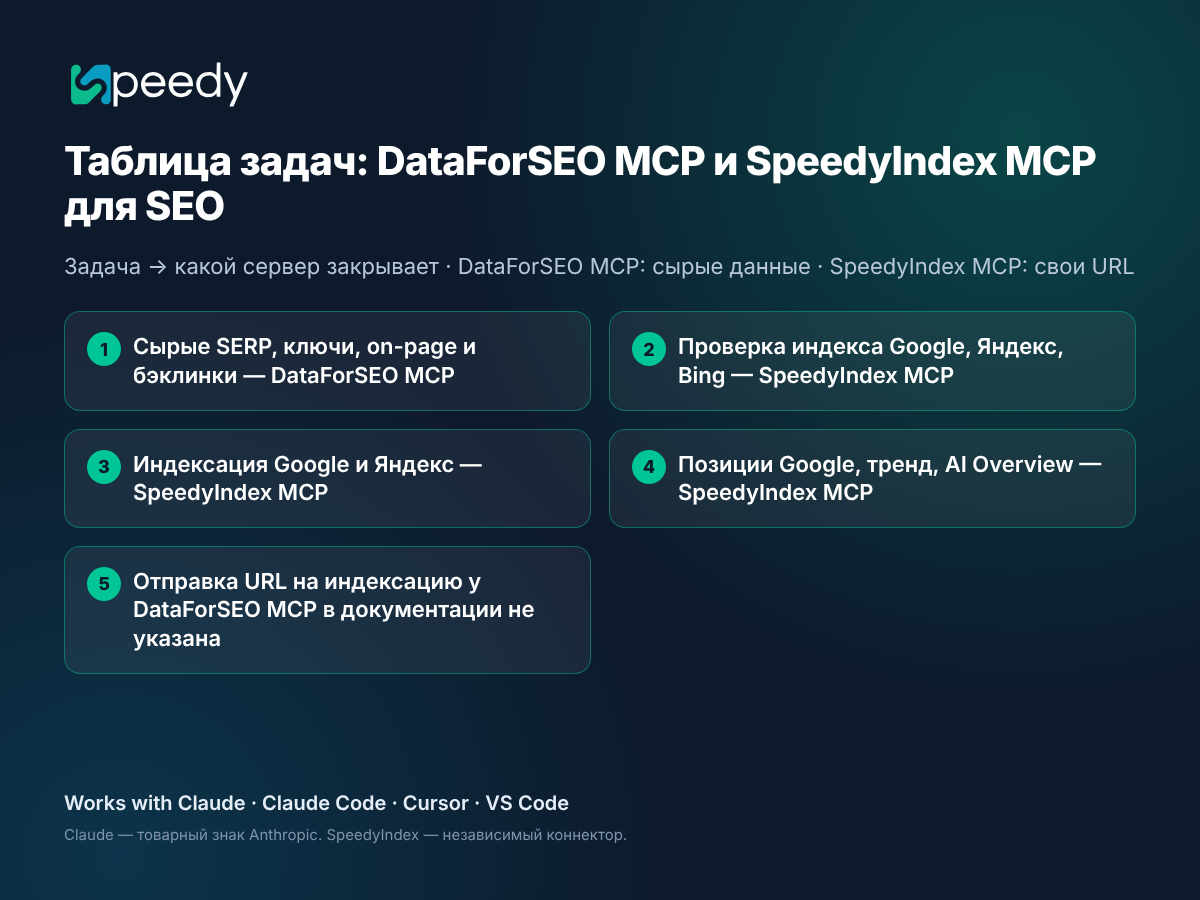 Speedy
Таблица задач: DataForSEO MCP и SpeedyIndex MCP
для SEO
Задача → какой сервер закрывает · DataForSEO MCP: сырые данные · SpeedyIndex MCP: свои URL
1 Сырые SERP, ключи, on-page и
бэклинки — DataForSEO MCP
2 Проверка индекса Google, Яндекс,
Bing — SpeedyIndex MCP
3 Индексация Google и Яндекс —
SpeedyIndex MCP
4 Позиции Google, тренд, AI Overview —
SpeedyIndex MCP
5 Отправка URL на индексацию у
DataForSEO MCP в документации не
указана
Works with Claude · Claude Code · Cursor · VS Code
Claude — товарный знак Anthropic. SpeedyIndex — независимый коннектор.